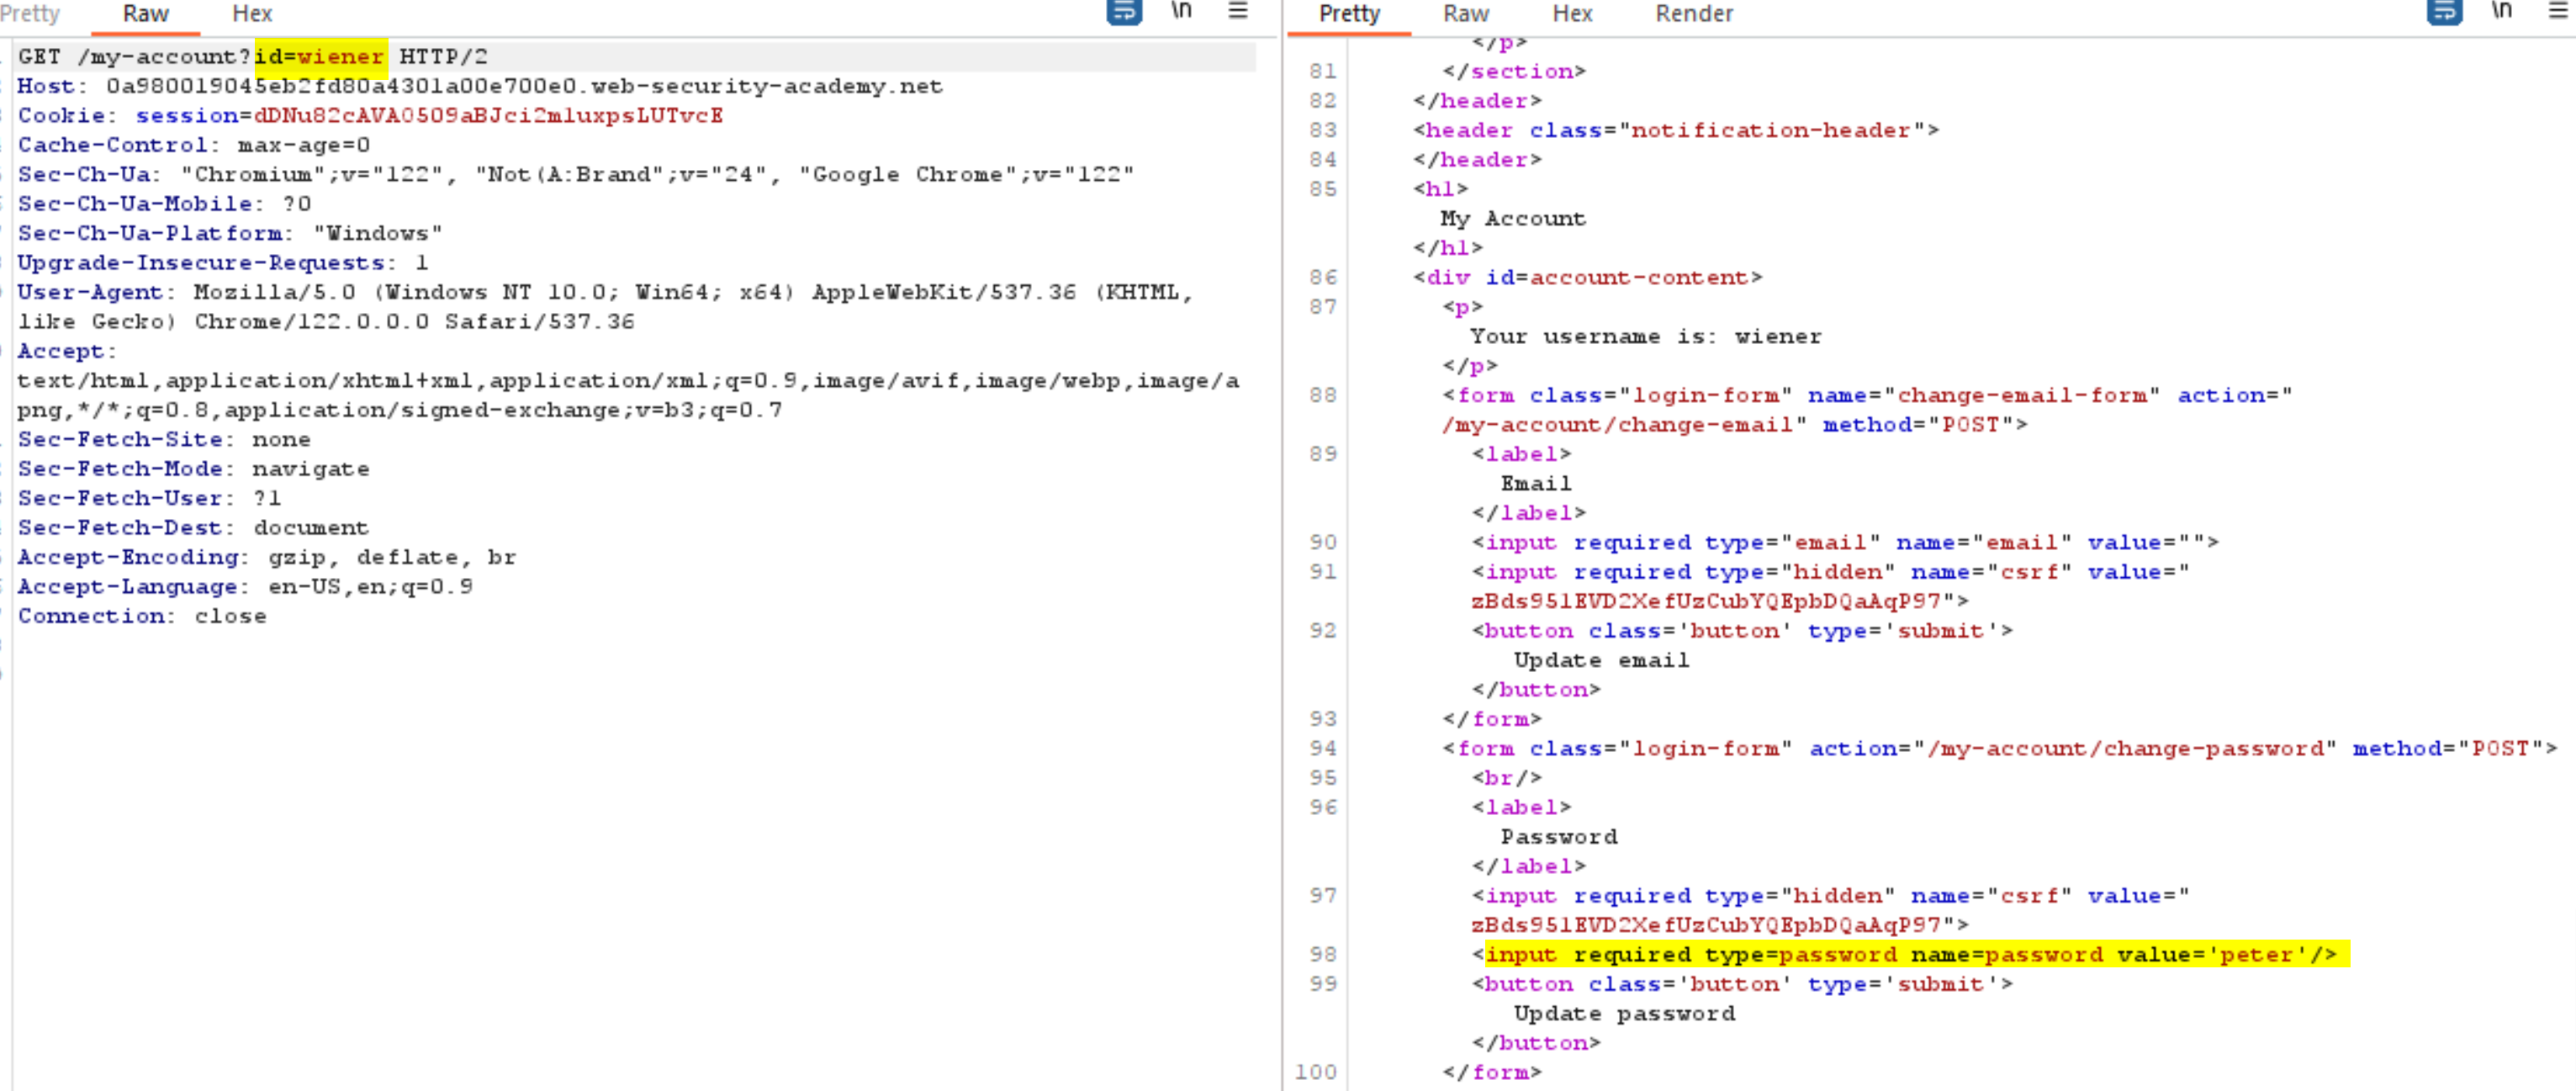 Pretty Raw Hex \n
GET /my-account?id=wiener HTTP/2
Host: 0a980019045eb2fd80a4301a00e700e0.web-security-academy.net
Cookie: session=dDNu82cAVA0509aBJci2mluxpsLUTvcE
Cache-Control: max-age=0
Sec-Ch-Ua: "Chromium";v="122", "Not(A:Brand";v="24", "Google Chrome";v="122"
Sec-Ch-Ua-Mobile: ?0
Sec-Ch-Ua-Platform: "Windows"
Upgrade-Insecure-Requests: 1
User-Agent: Mozilla/5.0 (Windows NT 10.0; Win64; x64) AppleWebKit/537.36 (KHTML,
like Gecko) Chrome/122.0.0.0 Safari/537.36
Accept:
text/html,application/xhtml+xml,application/xml;q=0.9,image/avif,image/webp,image/a
png,*/*;q=0.8,application/signed-exchange;v=b3;q=0.7
Sec-Fetch-Site: none
Sec-Fetch-Mode: navigate
Sec-Fetch-User: ?1
Sec-Fetch-Dest: document
Accept-Encoding: gzip, deflate, br
Accept-Language: en-US,en;q=0.9
Connection: close
Pretty Raw Hex Render \n
</p>
81 </section>
82 </header>
83 <header class="notification-header">
84 </header>
85 <h1>
My Account
</h1>
86 <div id=account-content>
87 <p>
Your username is: wiener
</p>
88 <form class="login-form" name="change-email-form" action="
/my-account/change-email" method="POST">
89 <label>
Email
</label>
90 <input required type="email" name="email" value="">
91 <input required type="hidden" name="csrf" value="
zBds951EVD2XefUzCubYQEpbDQaAqP97">
92 <button class='button' type='submit'>
Update email
</button>
93 </form>
94 <form class="login-form" action="/my-account/change-password" method="POST">
95 <br/>
96 <label>
Password
</label>
97 <input required type="hidden" name="csrf" value="
zBds951EVD2XefUzCubYQEpbDQaAqP97">
98 <input required type=password name=password value='peter'/>
99 <button class='button' type='submit'>
Update password
</button>
100 </form>